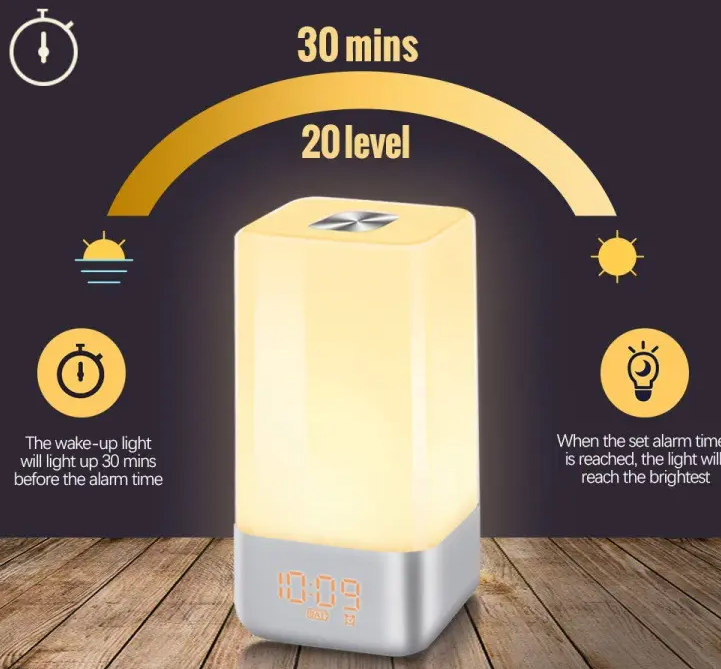 30 mins
20 level
The wake-up light
will light up 30 mins
before the alarm time
When the set alarm time
is reached, the light will
reach the brightest
10:09